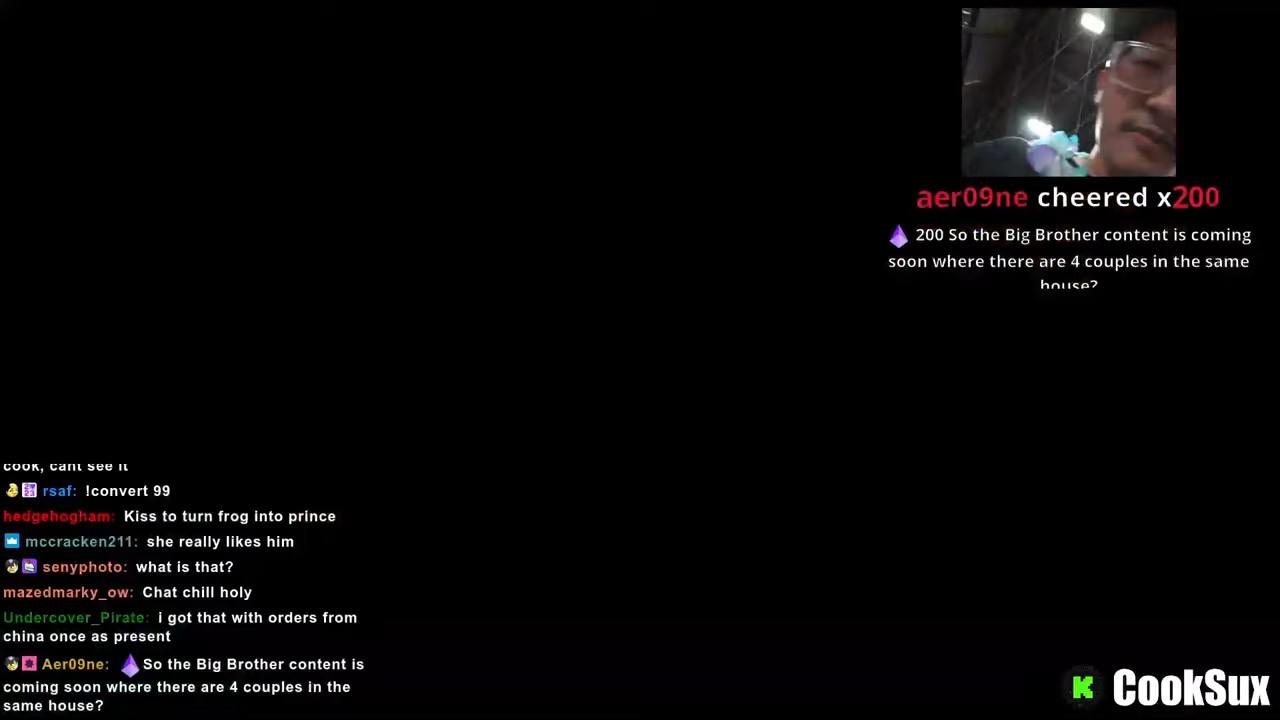 aer09ne cheered x200
200 So the Big Brother content is coming
soon where there are 4 couples in the same
house?
cook, cant see it
rsaf: !convert 99
hedgehogham: Kiss to turn frog into prince
mccracken211: she really likes him
senyphoto: what is that?
mazedmarky_ow: Chat chill holy
Undercover_Pirate: i got that with orders from
china once as present
Aer09ne: So the Big Brother content is
coming soon where there are 4 couples in the
same house?
K CookSux